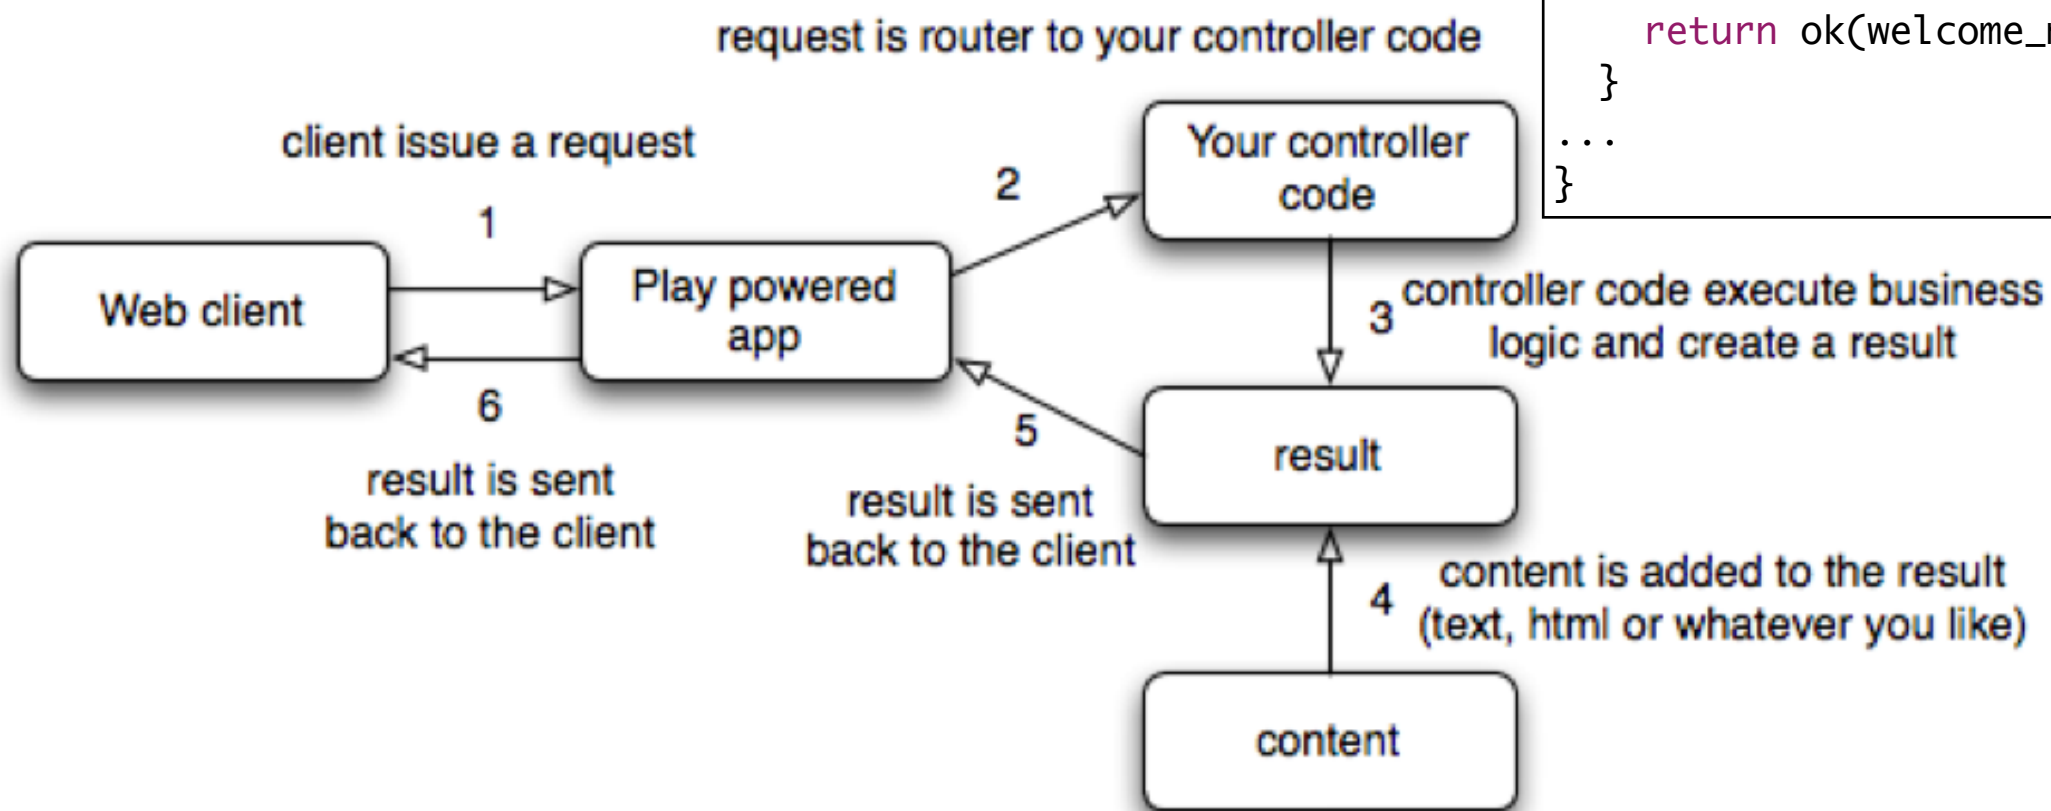 request is router to your controller code
return ok(welcome_
}
...
}
client issue a request
1
2
Your controller
code
Web client
Play powered
app
3
controller code execute business
logic and create a result
6
5
result is sent
back to the client
result is sent
back to the client
result
4
content is added to the result
(text, html or whatever you like)
content